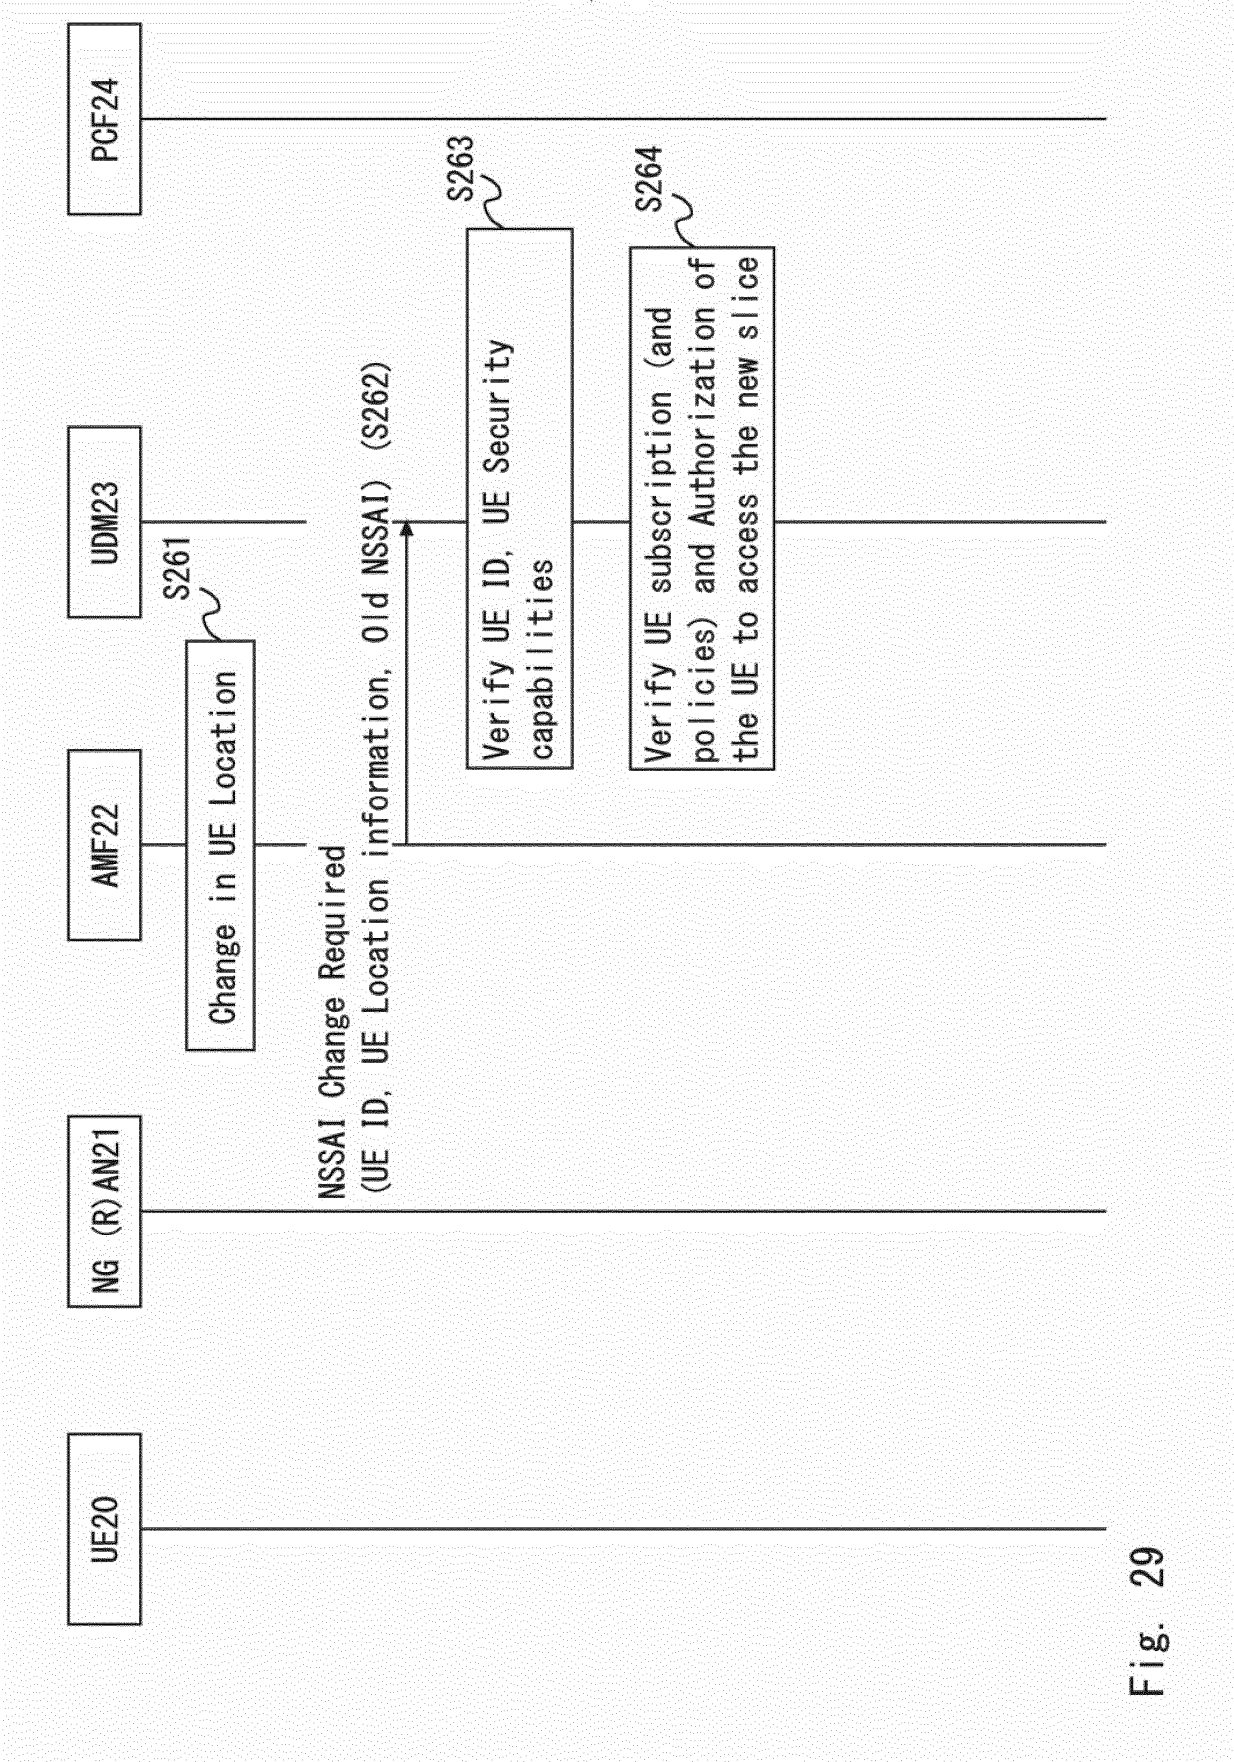 UE20
NG (R)AN21
AMF22
UDM23
PCF24
S261
Change in UE Location
NSSAI Change Required
(UE ID, UE Location information, Old NSSAI) (S262)
S263
Verify UE ID, UE Security
capabilities
S264
Verify UE subscription (and
policies) and Authorization of
the UE to access the new slice
Fig. 29